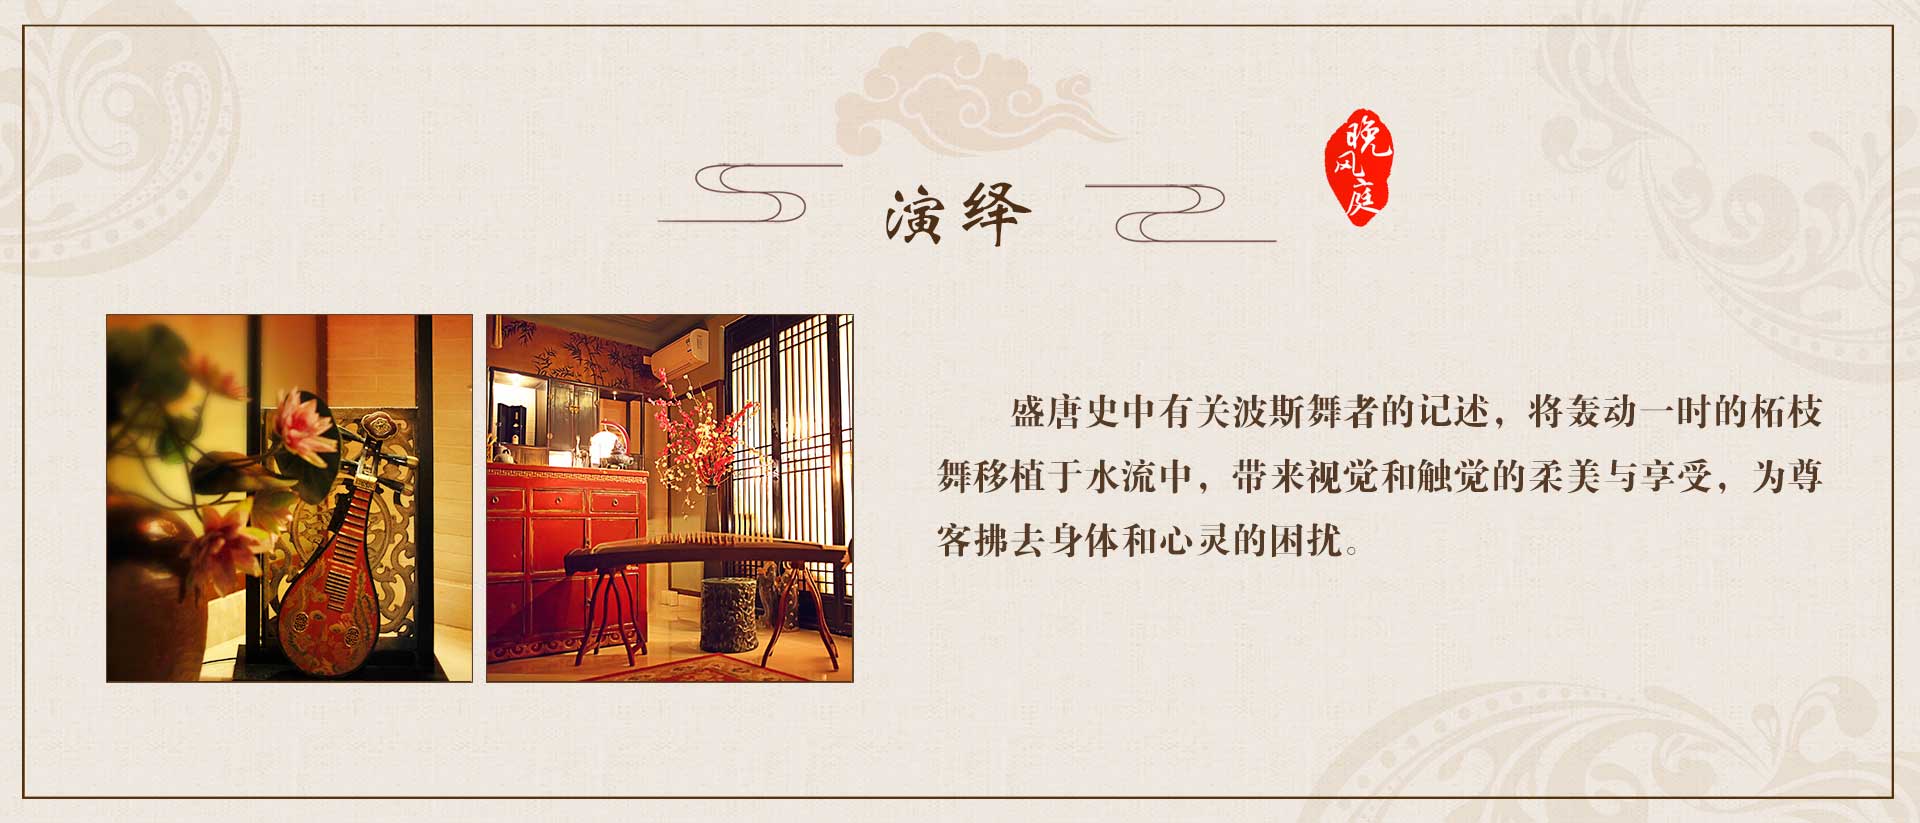 演绎
晚风庭
盛唐史中有关波斯舞者的记述，将轰动一时的柘枝
舞移植于水流中，带来视觉和触觉的柔美与享受，为尊
客拂去身体和心灵的困扰。